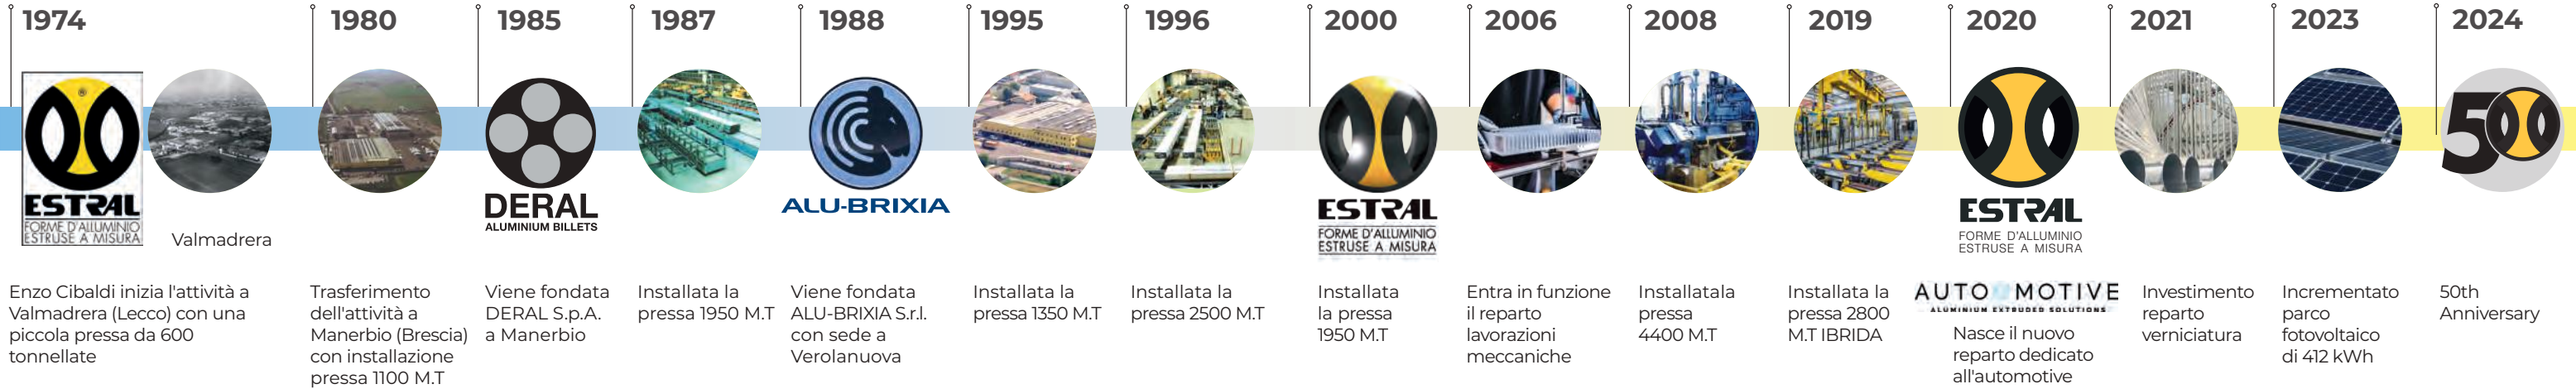 1974
ESTRAL
FORME D'ALLUMINIO
ESTRUSE A MISURA
Valmadrera
Enzo Cibaldi inizia l'attività a
Valmadrera (Lecco) con una
piccola pressa da 600
tonnellate
1980
Trasferimento
dell'attività a
Manerbio (Brescia)
con installazione
pressa 1100 M.T
1985
DERAL
ALUMINIUM BILLETS
Viene fondata
DERAL S.p.A.
a Manerbio
1987
Installata la
pressa 1950 M.T
1988
ALU-BRIXIA
Viene fondata
ALU-BRIXIA S.r.l.
con sede a
Verolanuova
1995
Installata la
pressa 1350 M.T
1996
Installata la
pressa 2500 M.T
2000
ESTRAL
FORME D'ALLUMINIO
ESTRUSE A MISURA
Installata
la pressa
1950 M.T
2006
Entra in funzione
il reparto
lavorazioni
meccaniche
2008
Installatala
pressa
4400 M.T
2019
Installata la
pressa 2800
M.T IBRIDA
2020
ESTRAL
FORME D'ALLUMINIO
ESTRUSE A MISURA
AUTOMOTIVE
ALUMINIUM EXTRUDED SOLUTIONS
Nasce il nuovo
reparto dedicato
all'automotive
2021
Investimento
reparto
verniciatura
2023
Incrementato
parco
fotovoltaico
di 412 kWh
2024
50
50th
Anniversary